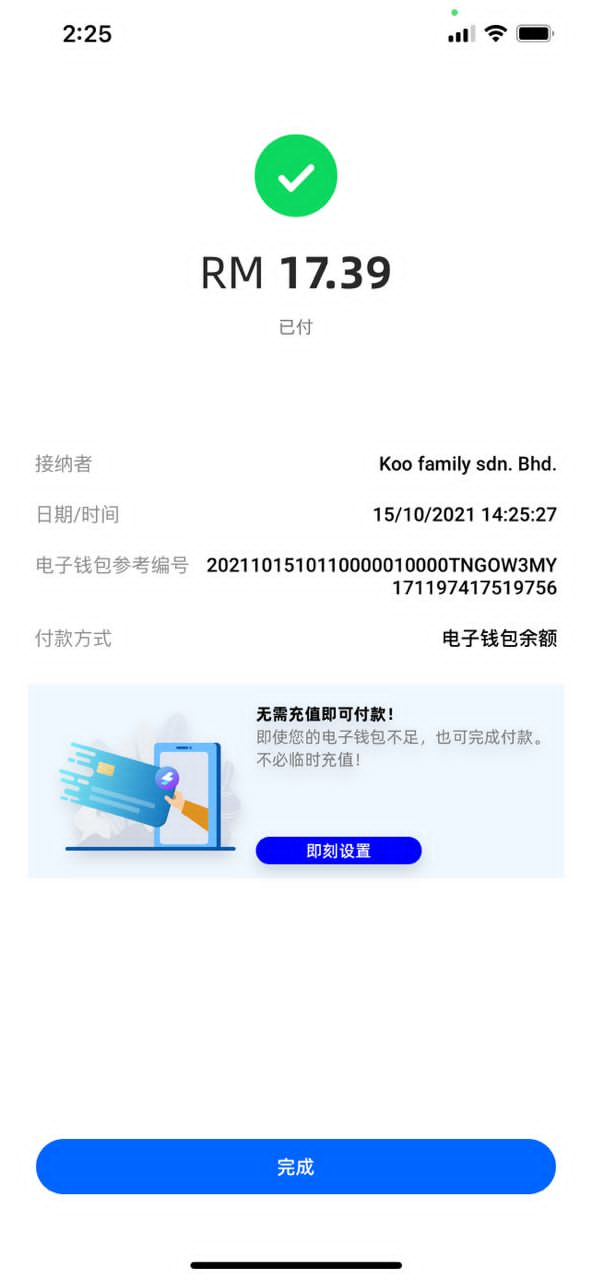 2:25
RM 17.39
已付
接纳者 Koo family sdn. Bhd.
日期/时间 15/10/2021 14:25:27
电子钱包参考编号 20211015101110000010000TNGOW3MY
171197417519756
付款方式 电子钱包余额
无需充值即可付款！
即使您的电子钱包不足，也可完成付款。
不必临时充值！
即刻设置
完成